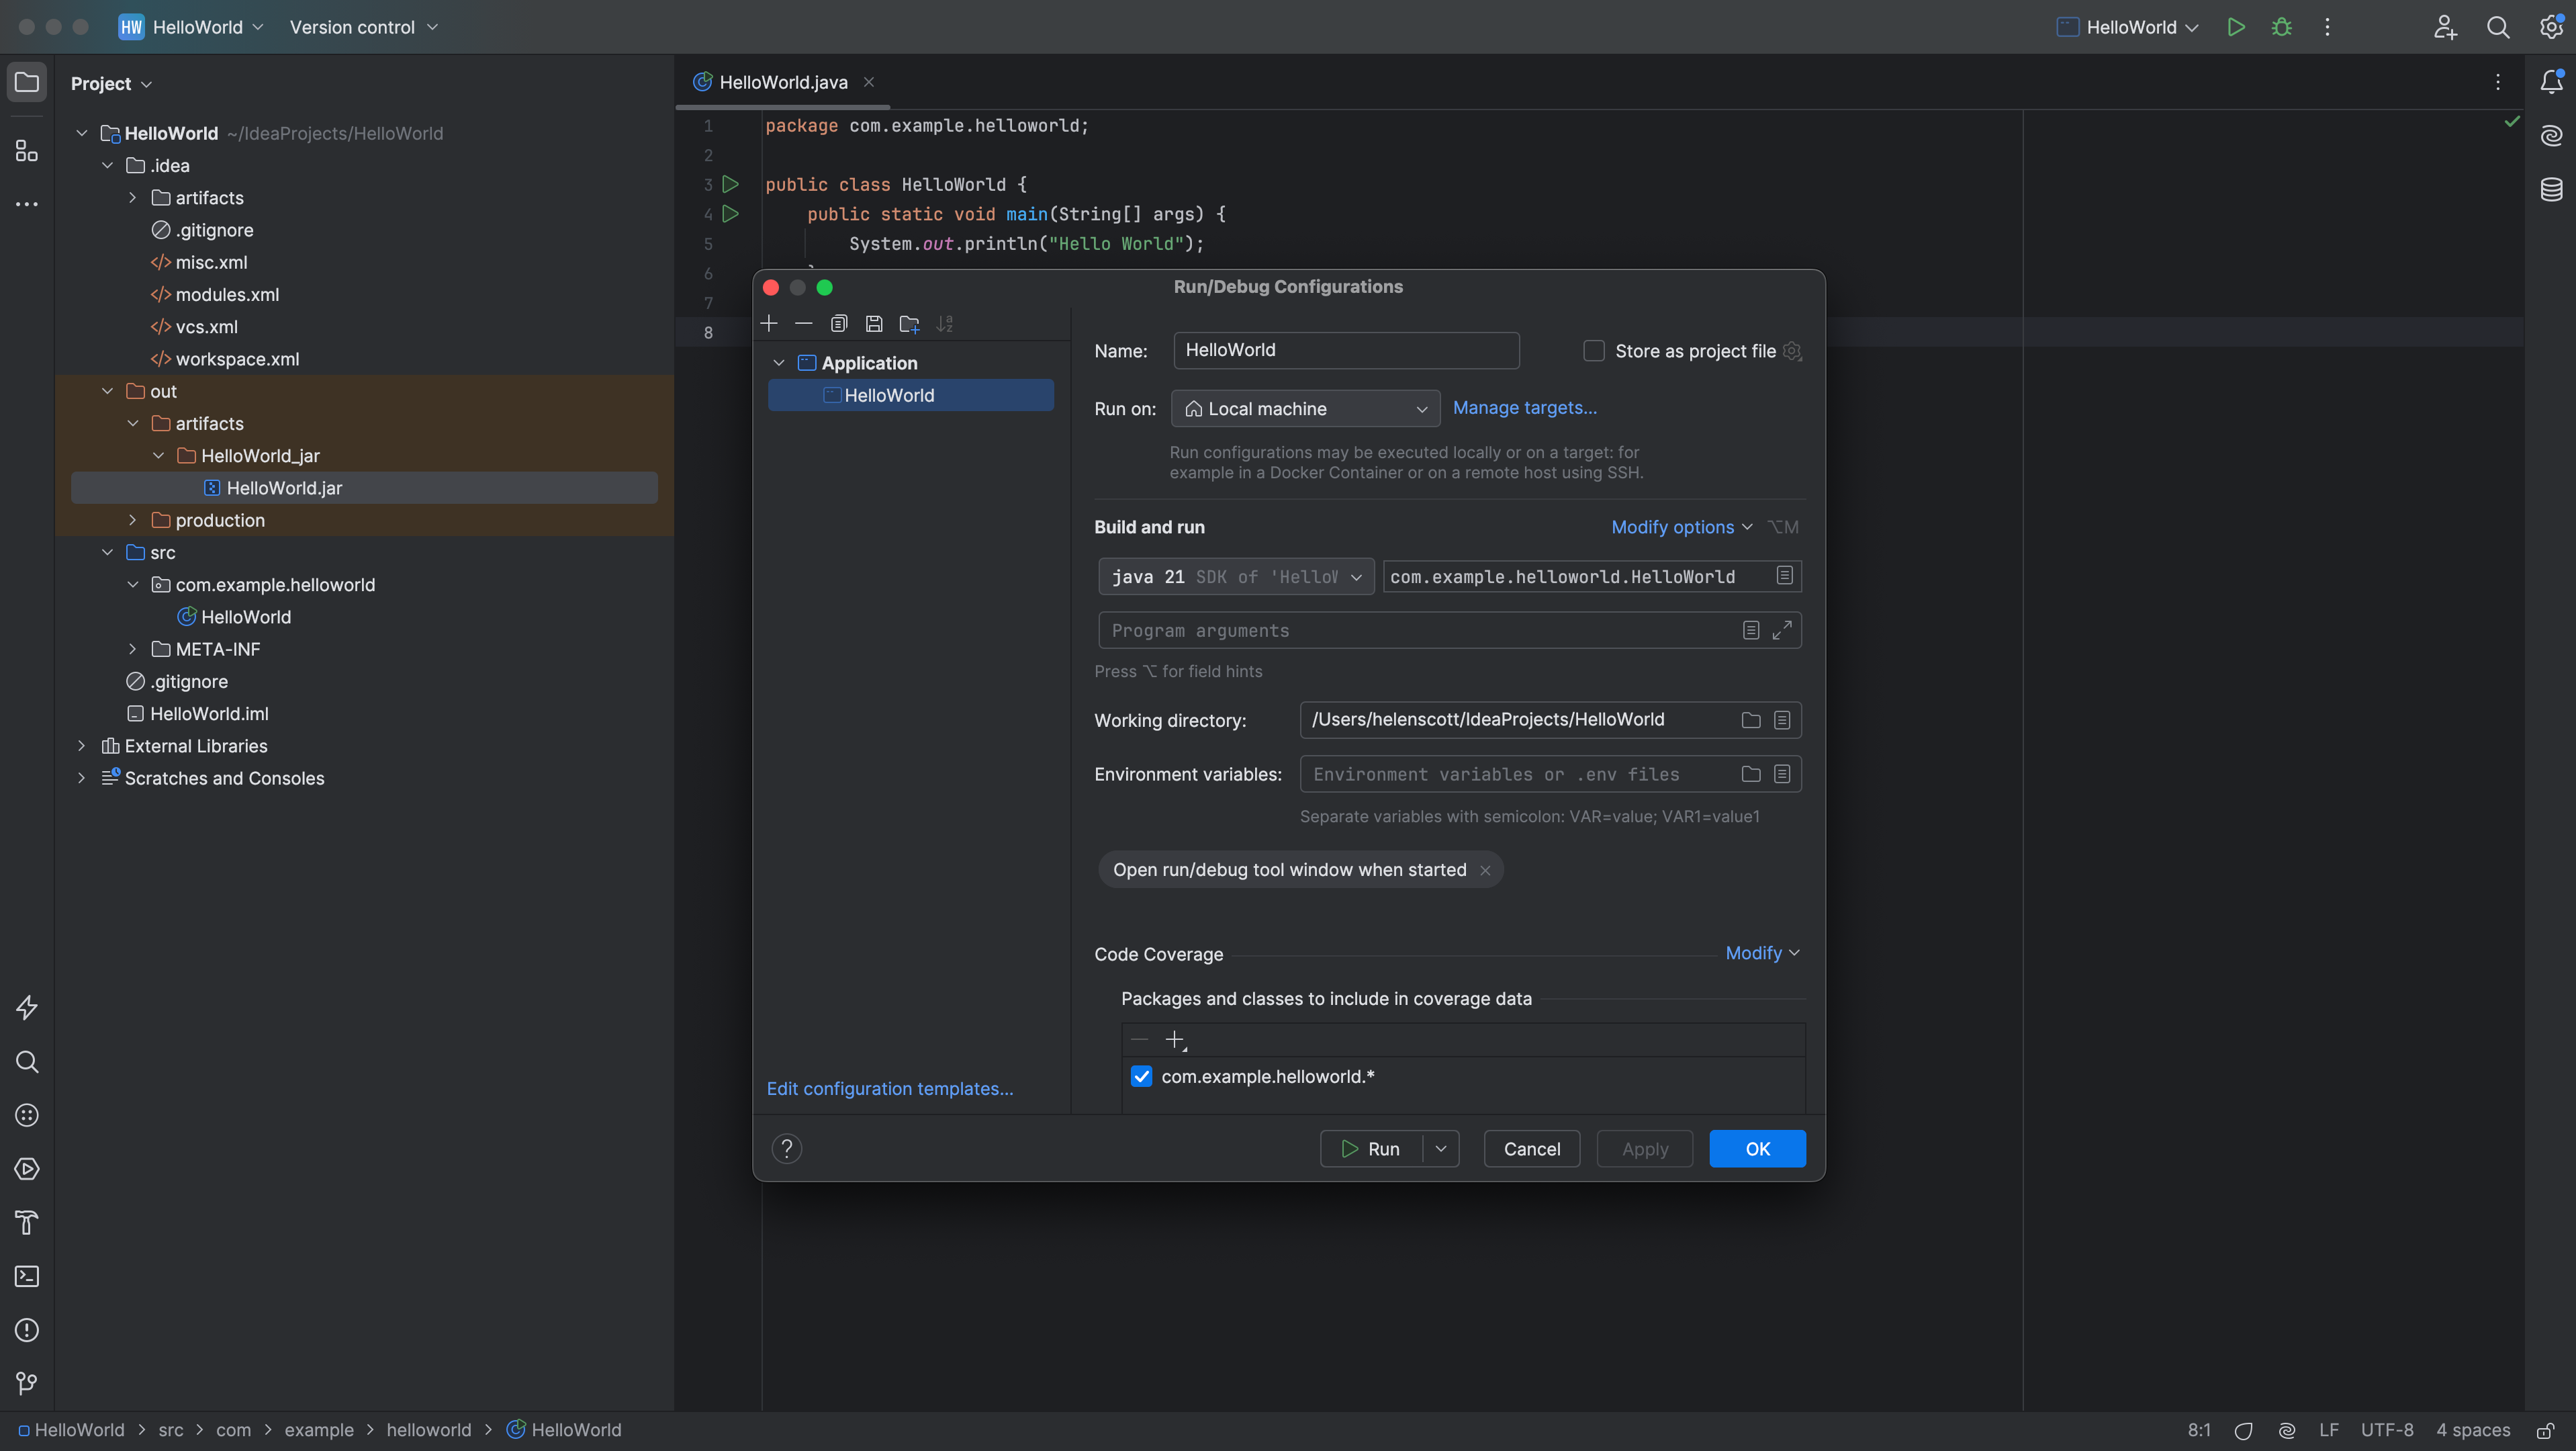 HW HelloWorld Version control HelloWorld
Project
HelloWorld ~/IdeaProjects/HelloWorld
.idea
artifacts
.gitignore
misc.xml
modules.xml
vcs.xml
workspace.xml
out
artifacts
HelloWorld_jar
HelloWorld.jar
production
src
com.example.helloworld
HelloWorld
META-INF
.gitignore
HelloWorld.iml
External Libraries
Scratches and Consoles
HelloWorld.java
1 package com.example.helloworld;
2
3 public class HelloWorld {
4 public static void main(String[] args) {
5 System.out.println("Hello World");
6
7
8
Run/Debug Configurations
Application
HelloWorld
Edit configuration templates...
Name: HelloWorld Store as project file
Run on: Local machine Manage targets...
Run configurations may be executed locally or on a target: for
example in a Docker Container or on a remote host using SSH.
Build and run Modify options ⌥M
java 21 SDK of 'HelloW com.example.helloworld.HelloWorld
Program arguments
Press ⌥ for field hints
Working directory: /Users/helenscott/IdeaProjects/HelloWorld
Environment variables: Environment variables or .env files
Separate variables with semicolon: VAR=value; VAR1=value1
Open run/debug tool window when started
Code Coverage Modify
Packages and classes to include in coverage data
com.example.helloworld.*
? Run Cancel Apply OK
HelloWorld > src > com > example > helloworld > HelloWorld 8:1 LF UTF-8 4 spaces